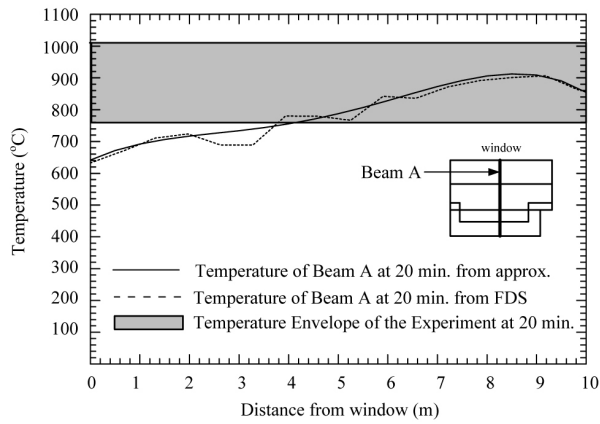 1100
1000
900
800
700
600
500
400
300
200
100
Temperature (°C)
window
Beam A
Temperature of Beam A at 20 min. from approx.
Temperature of Beam A at 20 min. from FDS
Temperature Envelope of the Experiment at 20 min.
0 1 2 3 4 5 6 7 8 9 10
Distance from window (m)